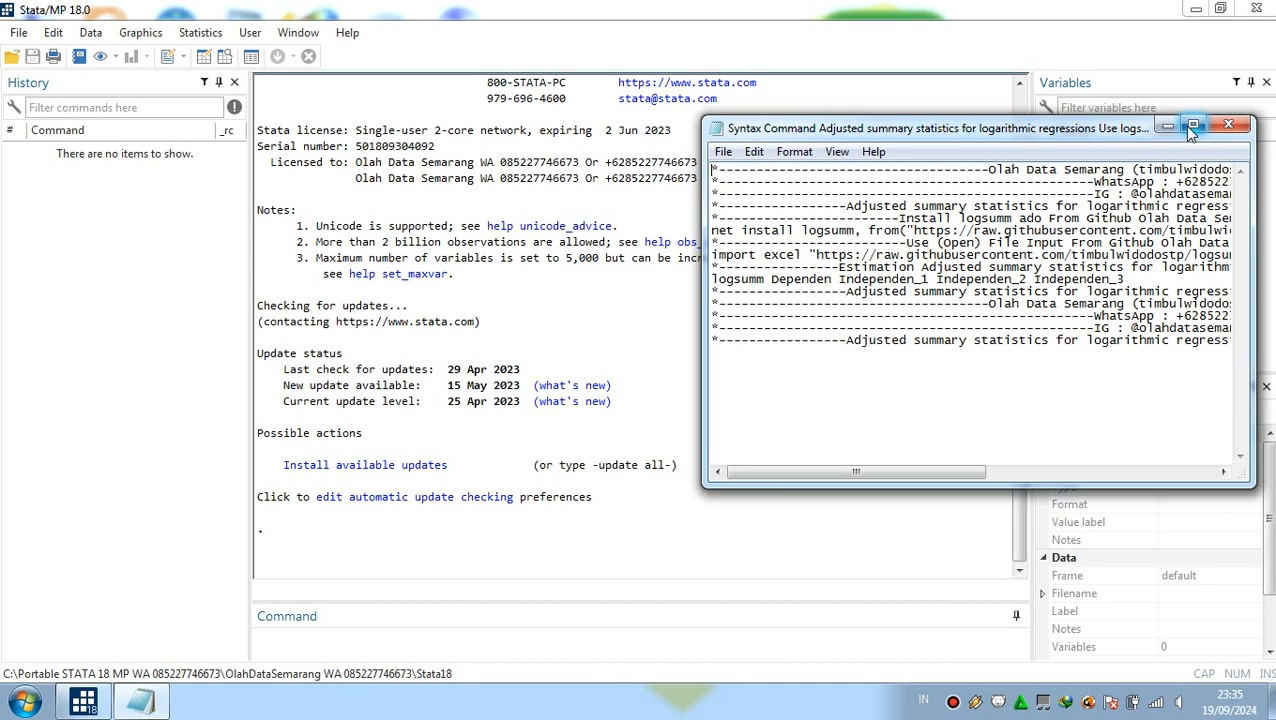 Stata/MP 18.0
File Edit Data Graphics Statistics User Window Help
History
Filter commands here
# Command _rc
There are no items to show.
800-STATA-PC https://www.stata.com
979-696-4600 stata@stata.com
Stata license: Single-user 2-core network, expiring 2 Jun 2023
Serial number: 501809304092
Licensed to: Olah Data Semarang WA 085227746673 Or +6285227746673
Olah Data Semarang WA 085227746673 Or +6285227746673
Notes:
1. Unicode is supported; see help unicode_advice.
2. More than 2 billion observations are allowed; see help obs_
3. Maximum number of variables is set to 5,000 but can be incr
see help set_maxvar.
Checking for updates...
(contacting https://www.stata.com)
Update status
Last check for updates: 29 Apr 2023
New update available: 15 May 2023 (what's new)
Current update level: 25 Apr 2023 (what's new)
Possible actions
Install available updates (or type -update all-)
Click to edit automatic update checking preferences
.
Command
Variables
Filter variables here
Syntax Command Adjusted summary statistics for logarithmic regressions Use logs...
File Edit Format View Help
*----------------------------------Olah Data Semarang (timbulwidodos
*-----------------------------------------------WhatsApp : +628522
*-----------------------------------------------IG : @olahdatasemar
*----------------Adjusted summary statistics for logarithmic regress
*-----------------------Install logsumm ado From Github Olah Data Se
net install logsumm, from("https://raw.githubusercontent.com/timbulw
*------------------------Use (Open) File Input From Github Olah Data
import excel "https://raw.githubusercontent.com/timbulwidodostp/logsu
*---------------Estimation Adjusted summary statistics for logarithm
logsumm Dependen Independen_1 Independen_2 Independen_3
*----------------Adjusted summary statistics for logarithmic regress
*----------------------------------Olah Data Semarang (timbulwidodos
*-----------------------------------------------WhatsApp : +628522
*-----------------------------------------------IG : @olahdatasemar
*----------------Adjusted summary statistics for logarithmic regress
Format
Value label
Notes
Data
Frame default
Filename
Label
Notes
Variables 0
C:\Portable STATA 18 MP WA 085227746673\OlahDataSemarang WA 085227746673\Stata18
CAP NUM INS
18
IN
23:35
19/09/2024